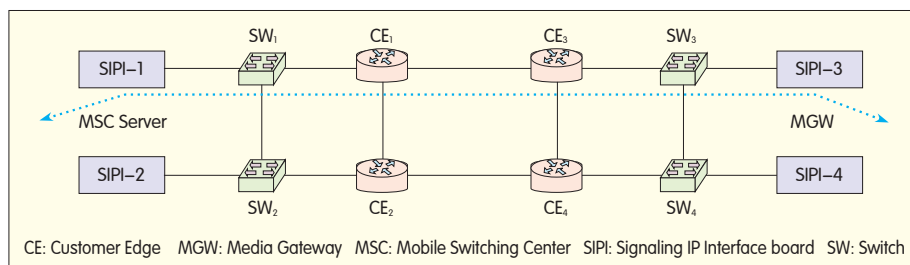 SW₁ CE₁ CE₃ SW₃
SIPI–1 SIPI–3
MSC Server MGW
SIPI–2 SIPI–4
SW₂ CE₂ CE₄ SW₄
CE: Customer Edge MGW: Media Gateway MSC: Mobile Switching Center SIPI: Signaling IP Interface board SW: Switch